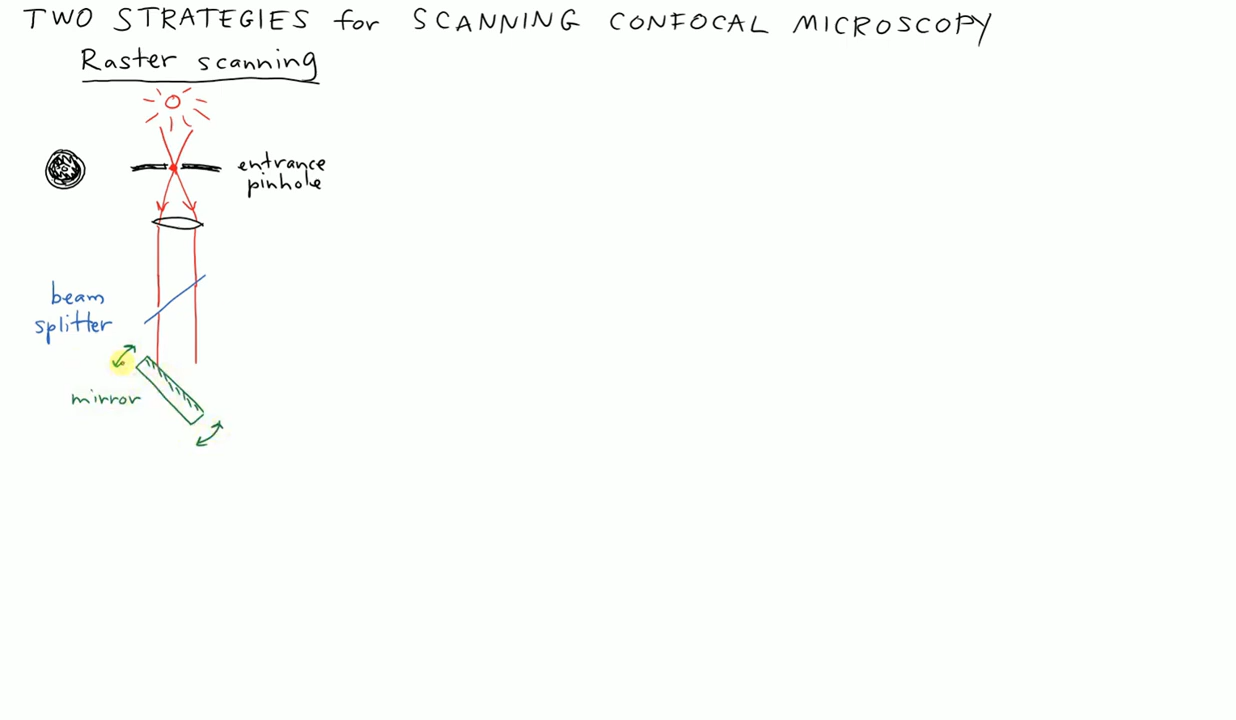 TWO STRATEGIES for SCANNING CONFOCAL MICROSCOPY
Raster scanning
entrance
pinhole
beam
splitter
mirror